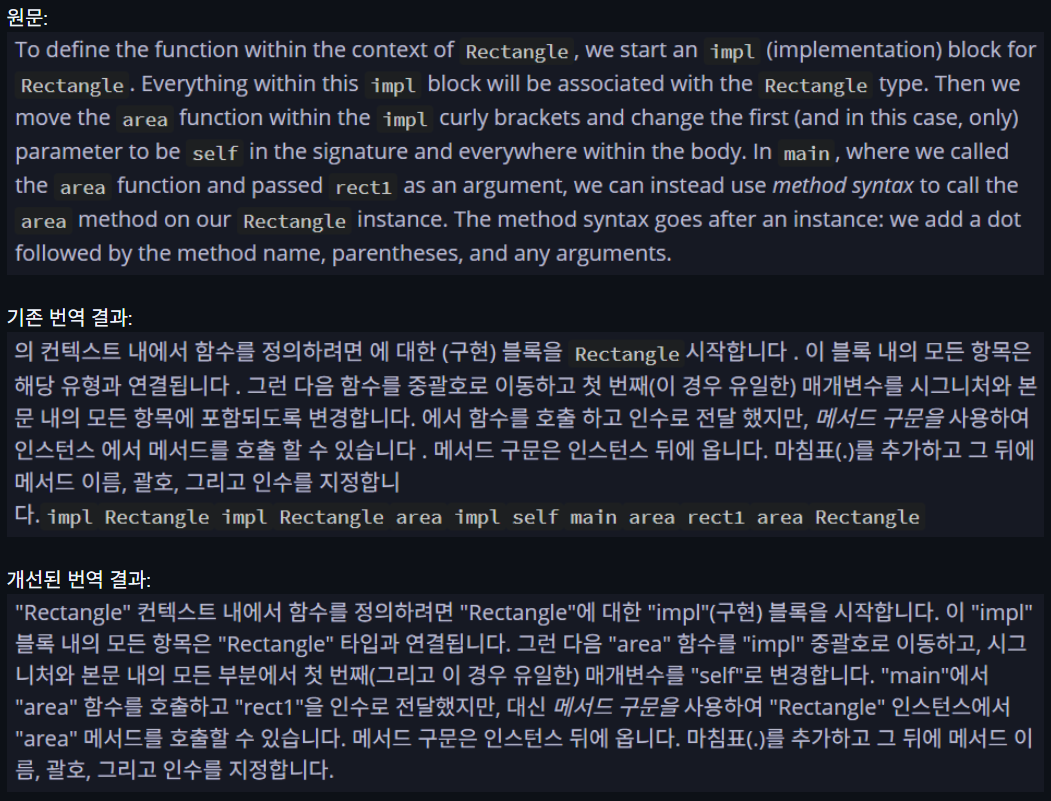 원문:
To define the function within the context of Rectangle, we start an impl (implementation) block for
Rectangle. Everything within this impl block will be associated with the Rectangle type. Then we
move the area function within the impl curly brackets and change the first (and in this case, only)
parameter to be self in the signature and everywhere within the body. In main, where we called
the area function and passed rect1 as an argument, we can instead use method syntax to call the
area method on our Rectangle instance. The method syntax goes after an instance: we add a dot
followed by the method name, parentheses, and any arguments.
기존 번역 결과:
의 컨텍스트 내에서 함수를 정의하려면 에 대한 (구현) 블록을 Rectangle 시작합니다 . 이 블록 내의 모든 항목은
해당 유형과 연결됩니다 . 그런 다음 함수를 중괄호로 이동하고 첫 번째(이 경우 유일한) 매개변수를 시그니처와 본
문 내의 모든 항목에 포함되도록 변경합니다. 에서 함수를 호출 하고 인수로 전달 했지만, 메서드 구문을 사용하여
인스턴스 에서 메서드를 호출 할 수 있습니다 . 메서드 구문은 인스턴스 뒤에 옵니다. 마침표(.)를 추가하고 그 뒤에
메서드 이름, 괄호, 그리고 인수를 지정합니
다. impl Rectangle impl Rectangle area impl self main area rect1 area Rectangle
개선된 번역 결과:
"Rectangle" 컨텍스트 내에서 함수를 정의하려면 "Rectangle"에 대한 "impl"(구현) 블록을 시작합니다. 이 "impl"
블록 내의 모든 항목은 "Rectangle" 타입과 연결됩니다. 그런 다음 "area" 함수를 "impl" 중괄호로 이동하고, 시그
니처와 본문 내의 모든 부분에서 첫 번째(그리고 이 경우 유일한) 매개변수를 "self"로 변경합니다. "main"에서
"area" 함수를 호출하고 "rect1"을 인수로 전달했지만, 대신 메서드 구문을 사용하여 "Rectangle" 인스턴스에서
"area" 메서드를 호출할 수 있습니다. 메서드 구문은 인스턴스 뒤에 옵니다. 마침표(.)를 추가하고 그 뒤에 메서드 이
름, 괄호, 그리고 인수를 지정합니다.